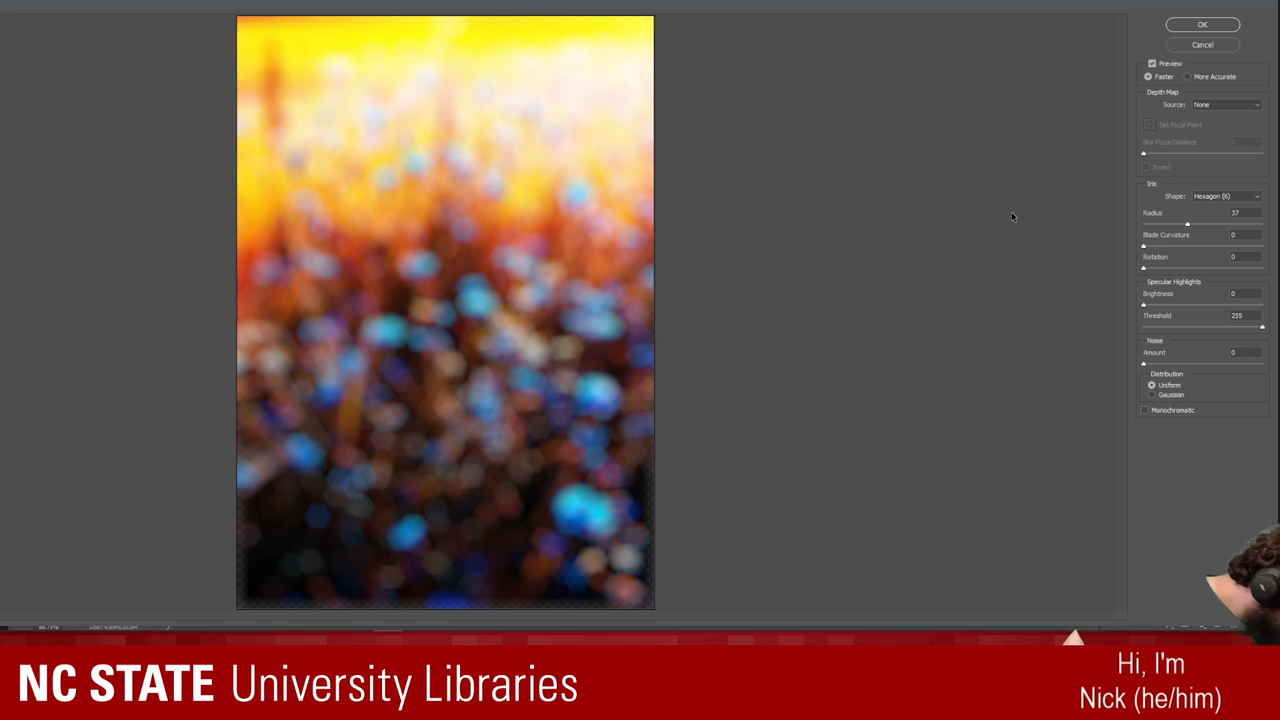 OK
Cancel
Preview
Faster More Accurate
Depth Map
Source: None
Set Focal Point
Blur Focal Distance
Invert
Iris
Shape: Hexagon (6)
Radius 37
Blade Curvature 0
Rotation 0
Specular Highlights
Brightness 0
Threshold 255
Noise
Amount 0
Distribution
Uniform
Gaussian
Monochromatic
NC STATE University Libraries
Hi, I'm
Nick (he/him)